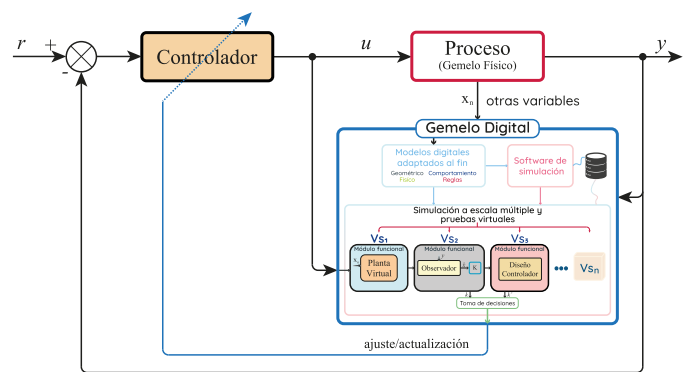 r
+
-
Controlador
u
Proceso
(Gemelo Físico)
y
xn
otras variables
Gemelo Digital
Modelos digitales
adaptados al fin
Geométrico Comportamiento
Físico Reglas
Software de
simulación
Simulación a escala múltiple y
pruebas virtuales
VS1
VS2
VS3
Módulo funcional
Planta
Virtual
Módulo funcional
y
Observador
K
Módulo funcional
Diseño
Controlador
VSn
Toma de decisiones
ajuste/actualización